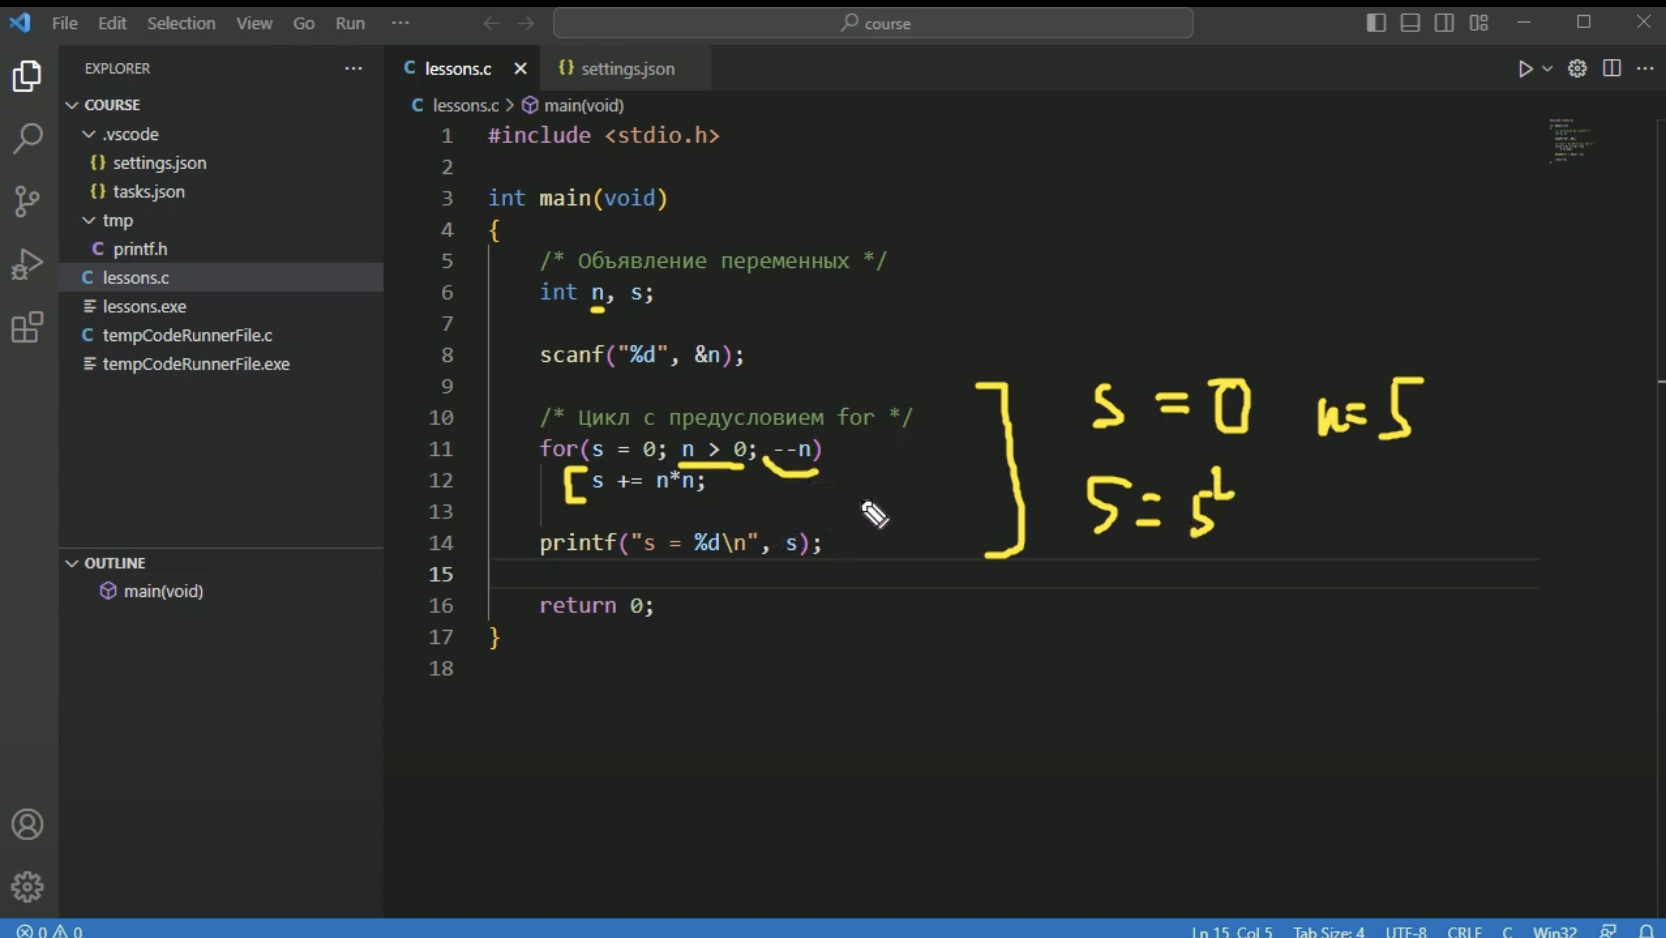 File Edit Selection View Go Run ··· course
EXPLORER ···
COURSE
.vscode
{} settings.json
{} tasks.json
tmp
C printf.h
C lessons.c
lessons.exe
C tempCodeRunnerFile.c
tempCodeRunnerFile.exe
OUTLINE
main(void)
C lessons.c {} settings.json
C lessons.c > main(void)
1 #include <stdio.h>
2
3 int main(void)
4 {
5 /* Объявление переменных */
6 int n, s;
7
8 scanf("%d", &n);
9
10 /* Цикл с предусловием for */
11 for(s = 0; n > 0; --n)
12 s += n*n;
13
14 printf("s = %d\n", s);
15
16 return 0;
17 }
18
s = 0 n = 5
S = 5²
0 0 Ln 15, Col 5 Tab Size: 4 UTF-8 CRLF C Win32